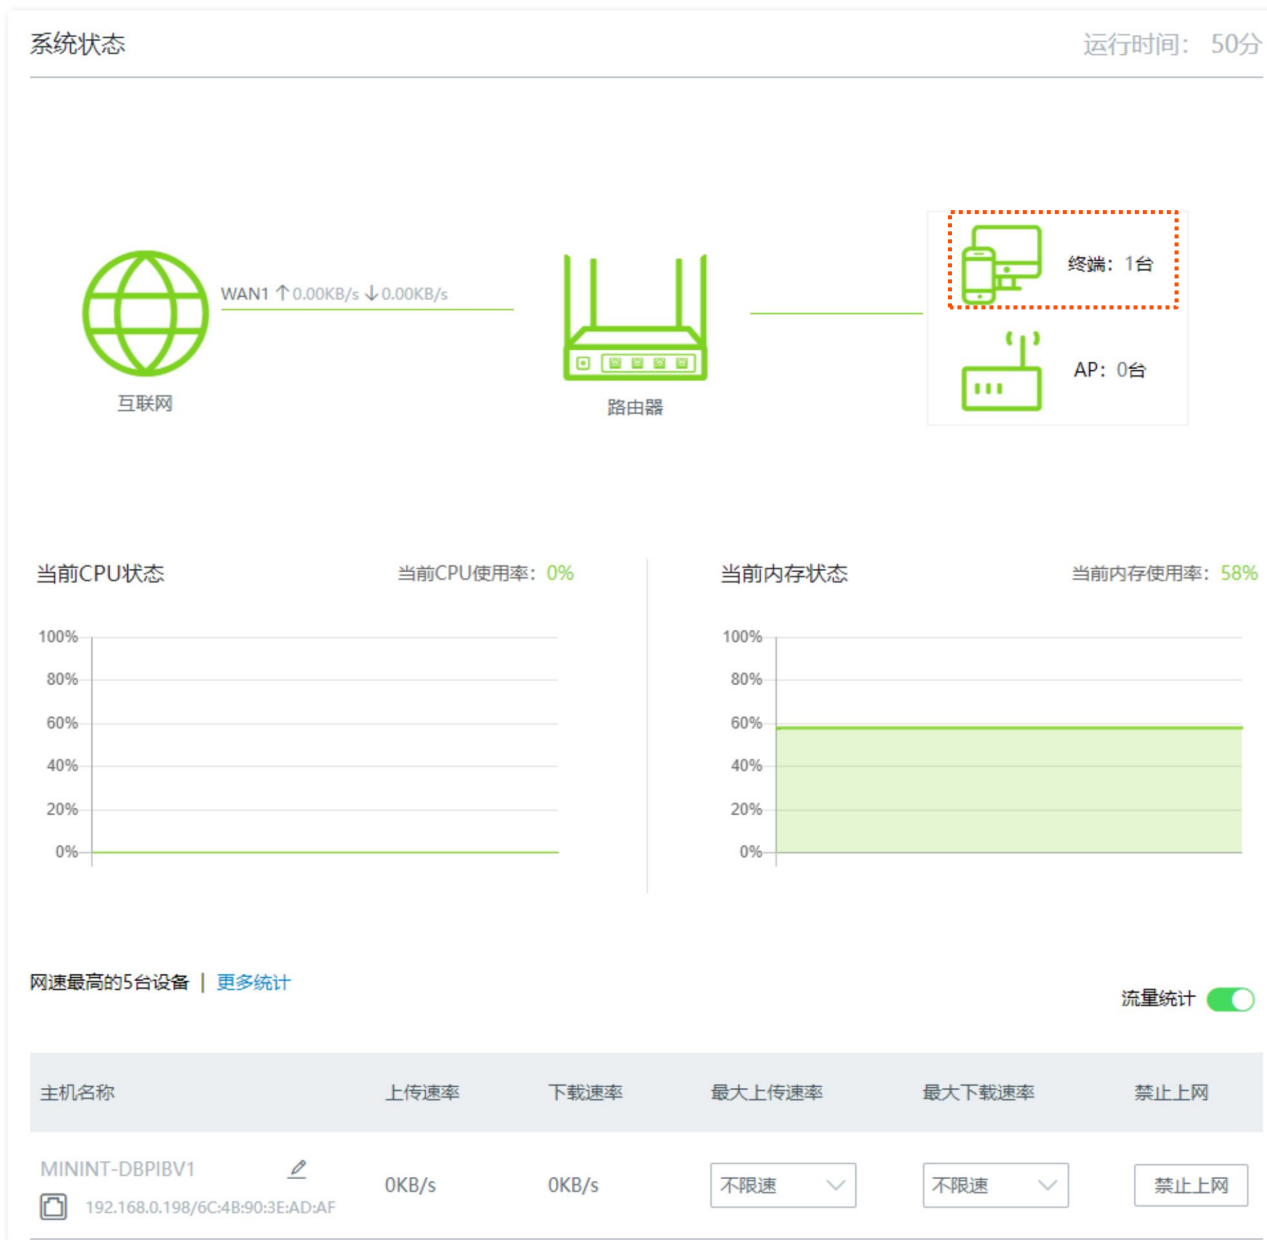 系统状态
运行时间： 50分
终端：1台
WAN1 ↑0.00KB/s ↓0.00KB/s
AP：0台
互联网
路由器
当前CPU状态
当前CPU使用率：0%
100%
80%
60%
40%
20%
0%
当前内存状态
当前内存使用率：58%
100%
80%
60%
40%
20%
0%
网速最高的5台设备 | 更多统计
流量统计
主机名称 上传速率 下载速率 最大上传速率 最大下载速率 禁止上网
MININT-DBPIBV1
0KB/s 0KB/s 不限速 不限速 禁止上网
192.168.0.198/6C:4B:90:3E:AD:AF